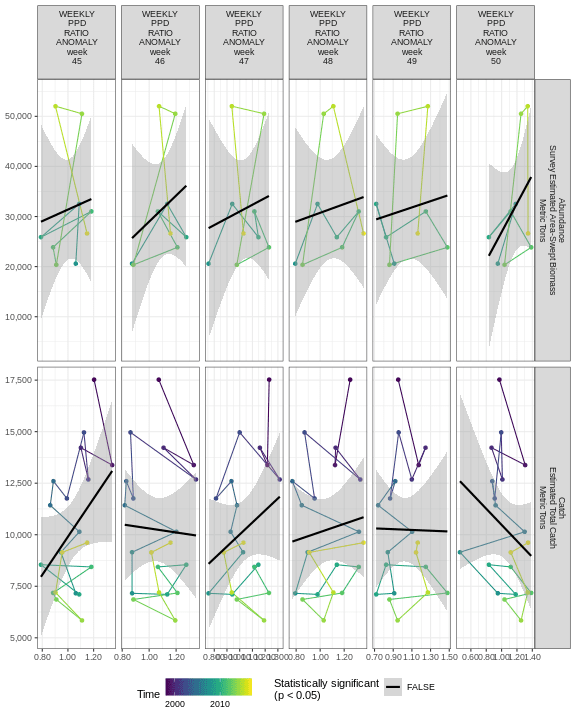 WEEKLY PPD RATIO ANOMALY week 45
WEEKLY PPD RATIO ANOMALY week 46
WEEKLY PPD RATIO ANOMALY week 47
WEEKLY PPD RATIO ANOMALY week 48
WEEKLY PPD RATIO ANOMALY week 49
WEEKLY PPD RATIO ANOMALY week 50
50,000
40,000
30,000
20,000
10,000
Abundance
Survey Estimated Area-Swept Biomass
Metric Tons
17,500
15,000
12,500
10,000
7,500
5,000
Catch
Estimated Total Catch
Metric Tons
0.80 1.00 1.20
0.80 1.00 1.20
0.80 1.00 1.20
0.70 0.90 1.10 1.30 1.50
0.60 0.80 1.00 1.20 1.40
Time
2000 2010
Statistically significant
(p < 0.05)
FALSE